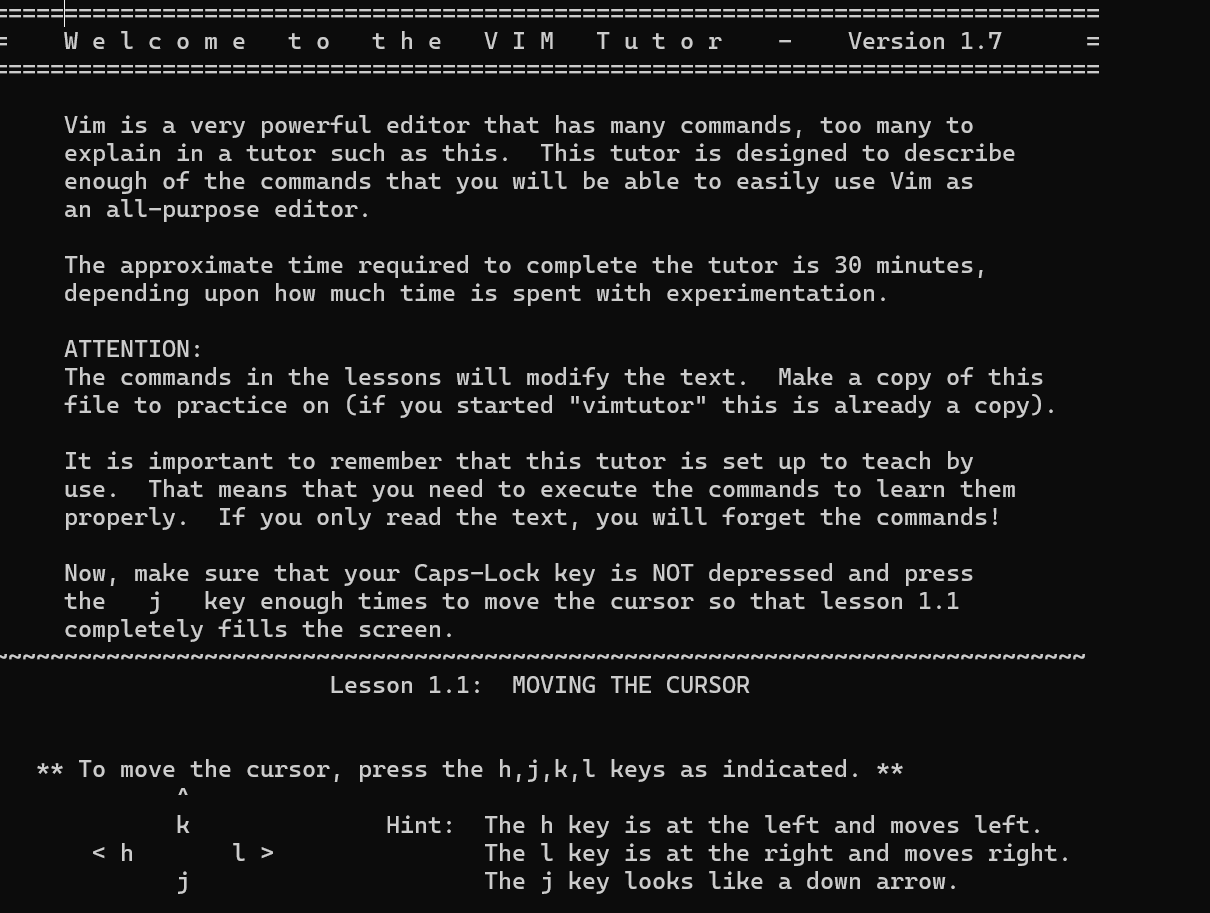 ===============================================================================
=    W e l c o m e   t o   t h e   V I M   T u t o r    -    Version 1.7      =
===============================================================================

     Vim is a very powerful editor that has many commands, too many to
     explain in a tutor such as this.  This tutor is designed to describe
     enough of the commands that you will be able to easily use Vim as
     an all-purpose editor.

     The approximate time required to complete the tutor is 30 minutes,
     depending upon how much time is spent with experimentation.

     ATTENTION:
     The commands in the lessons will modify the text.  Make a copy of this
     file to practice on (if you started "vimtutor" this is already a copy).

     It is important to remember that this tutor is set up to teach by
     use.  That means that you need to execute the commands to learn them
     properly.  If you only read the text, you will forget the commands!

     Now, make sure that your Caps-Lock key is NOT depressed and press
     the   j   key enough times to move the cursor so that lesson 1.1
     completely fills the screen.
~~~~~~~~~~~~~~~~~~~~~~~~~~~~~~~~~~~~~~~~~~~~~~~~~~~~~~~~~~~~~~~~~~~~~~~~~~~~~~
                        Lesson 1.1:  MOVING THE CURSOR


   ** To move the cursor, press the h,j,k,l keys as indicated. **
             ^
             k              Hint:  The h key is at the left and moves left.
       < h       l >               The l key is at the right and moves right.
             j                     The j key looks like a down arrow.